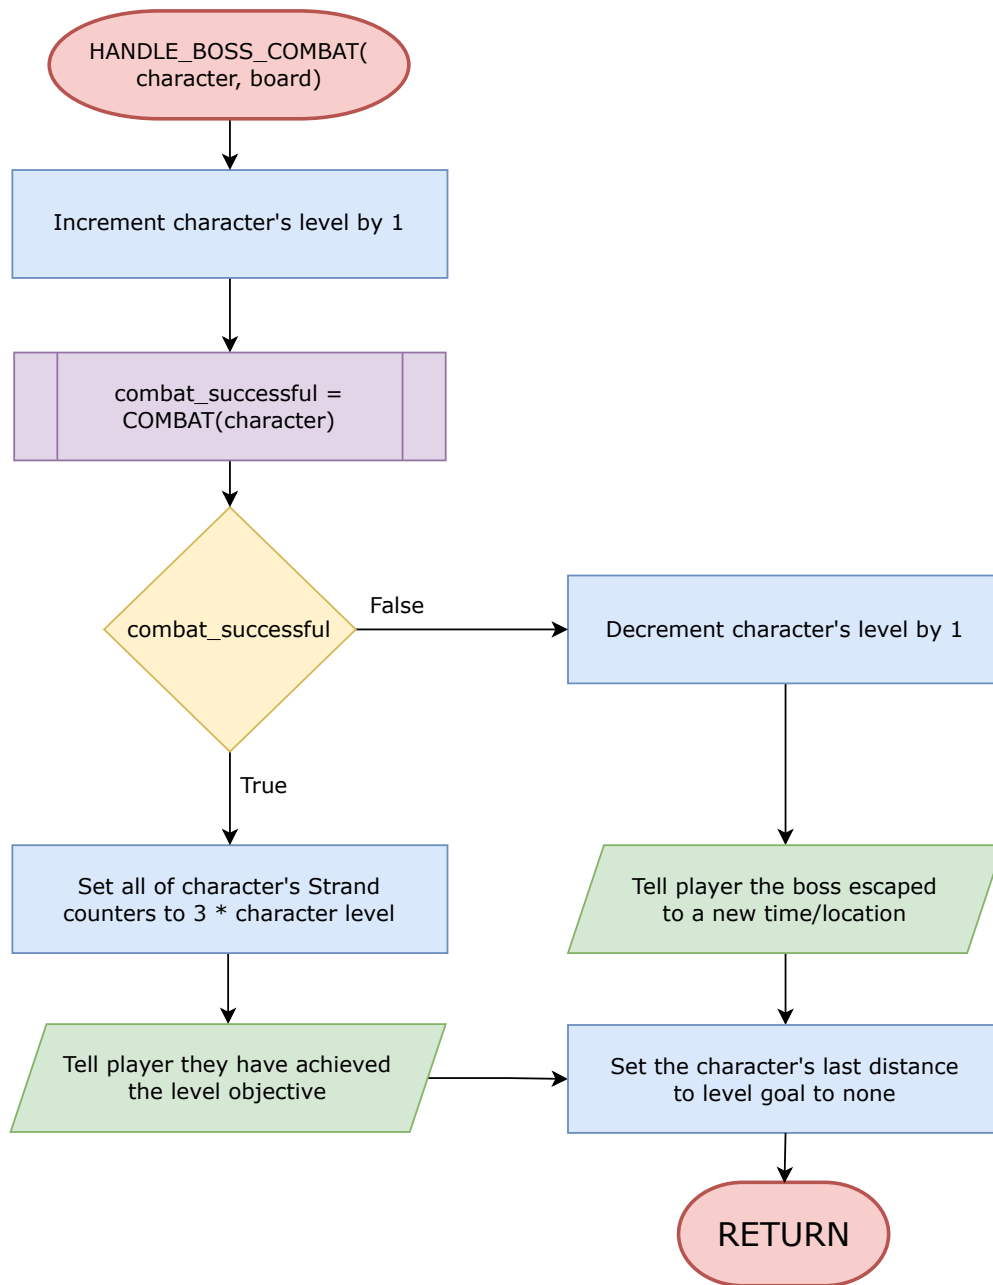 HANDLE_BOSS_COMBAT(
character, board)
Increment character's level by 1
combat_successful =
COMBAT(character)
combat_successful
False
Decrement character's level by 1
True
Set all of character's Strand
counters to 3 * character level
Tell player the boss escaped
to a new time/location
Tell player they have achieved
the level objective
Set the character's last distance
to level goal to none
RETURN